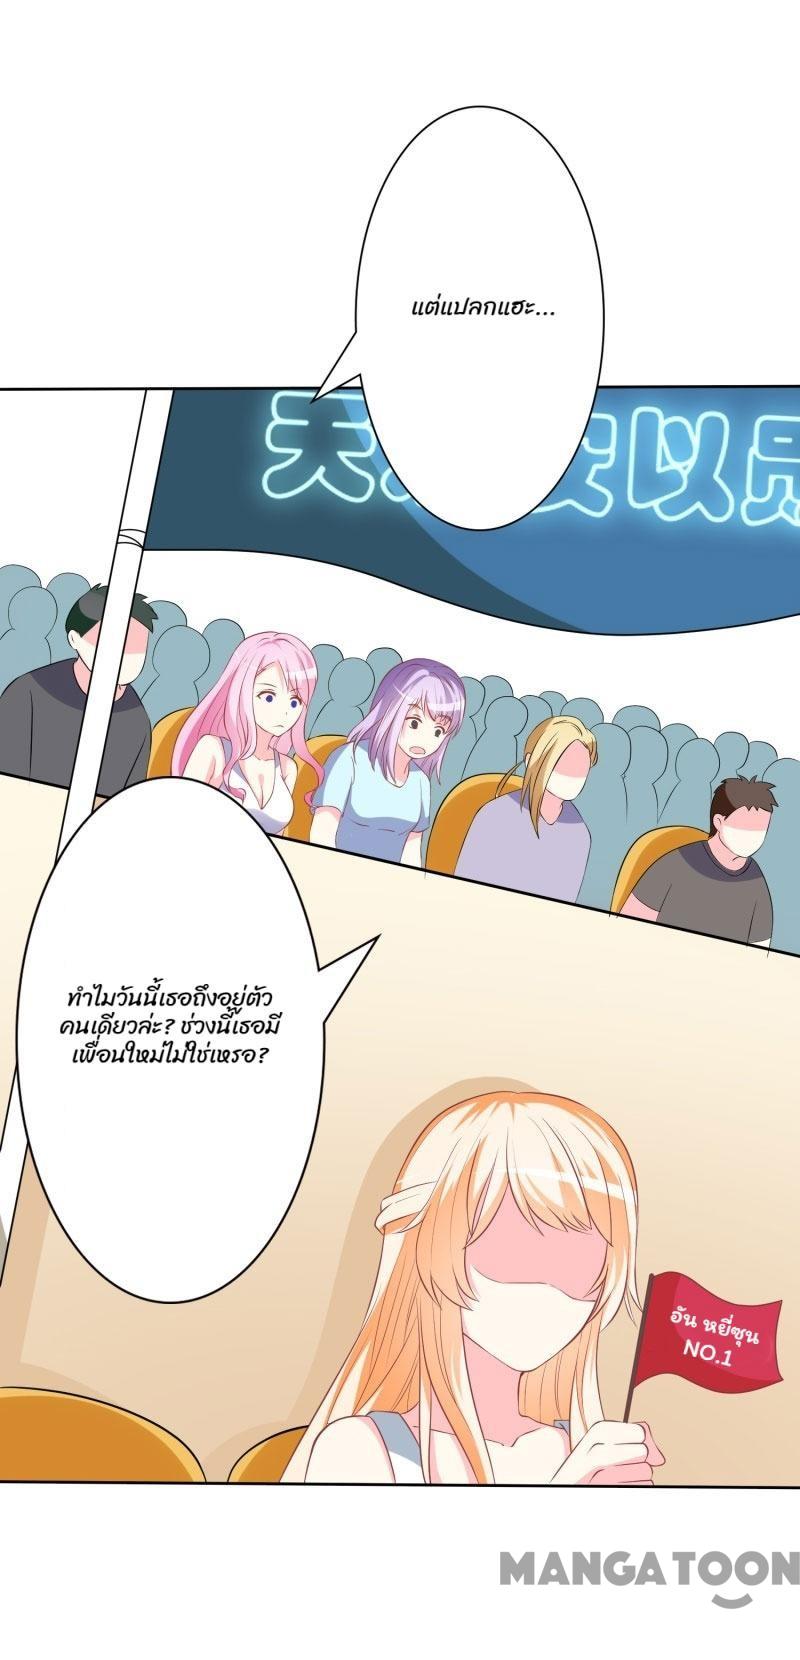 แต่แปลกแฮะ...
天
安以
ทำไมวันนี้เธอถึงอยู่ตัว
คนเดียวล่ะ? ช่วงนี้เธอมี
เพื่อนใหม่ไม่ใช่เหรอ?
อัน หยี่ซุน
NO.1
MANGATOON